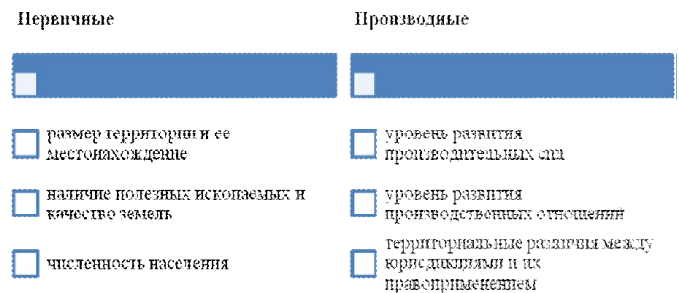 Первичные
Производные
размер территории и ее
местонахождение
наличие полезных ископаемых и
качество земель
численность населения
уровень развития
производительных сил
уровень развития
производственных отношений
территориальные различия между
юрисдикциями и их
правоприменением